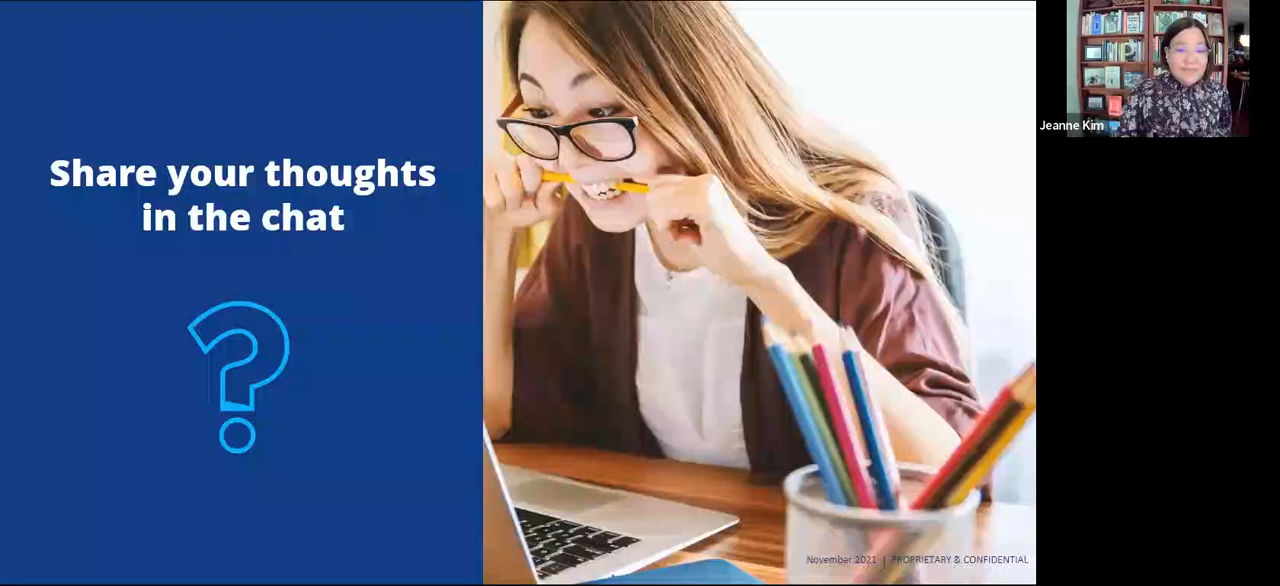 Share your thoughts
in the chat
?
Jeanne Kim
November 2021 | PROPRIETARY & CONFIDENTIAL